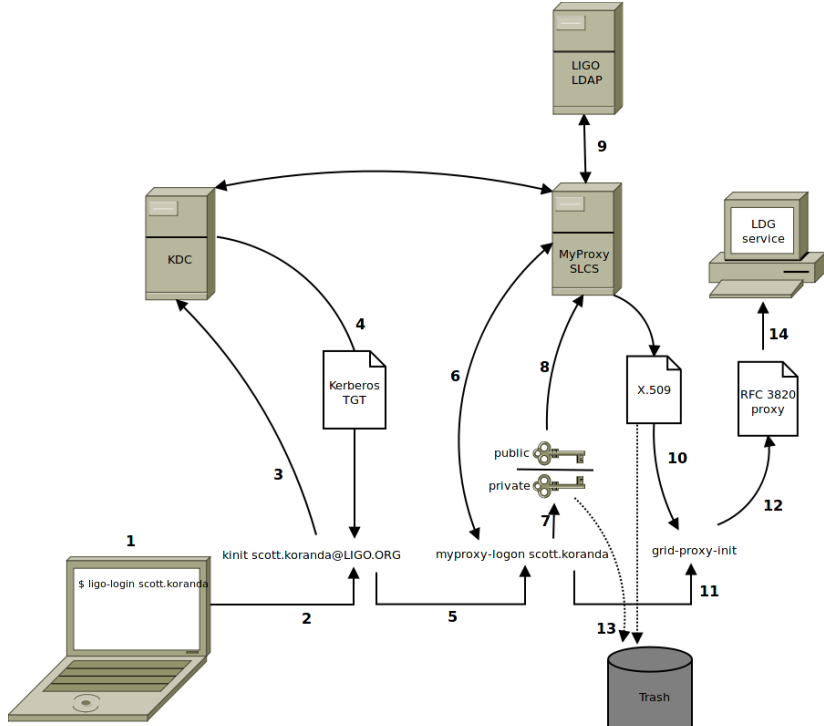 LIGO
LDAP
9
KDC
MyProxy
SLCS
LDG
service
4
6
8
14
Kerberos
TGT
X.509
RFC 3820
proxy
public
private
3
7
10
12
1
kinit scott.koranda@LIGO.ORG
myproxy-logon scott.koranda
grid-proxy-init
$ ligo-login scott.koranda
2
5
11
13
Trash